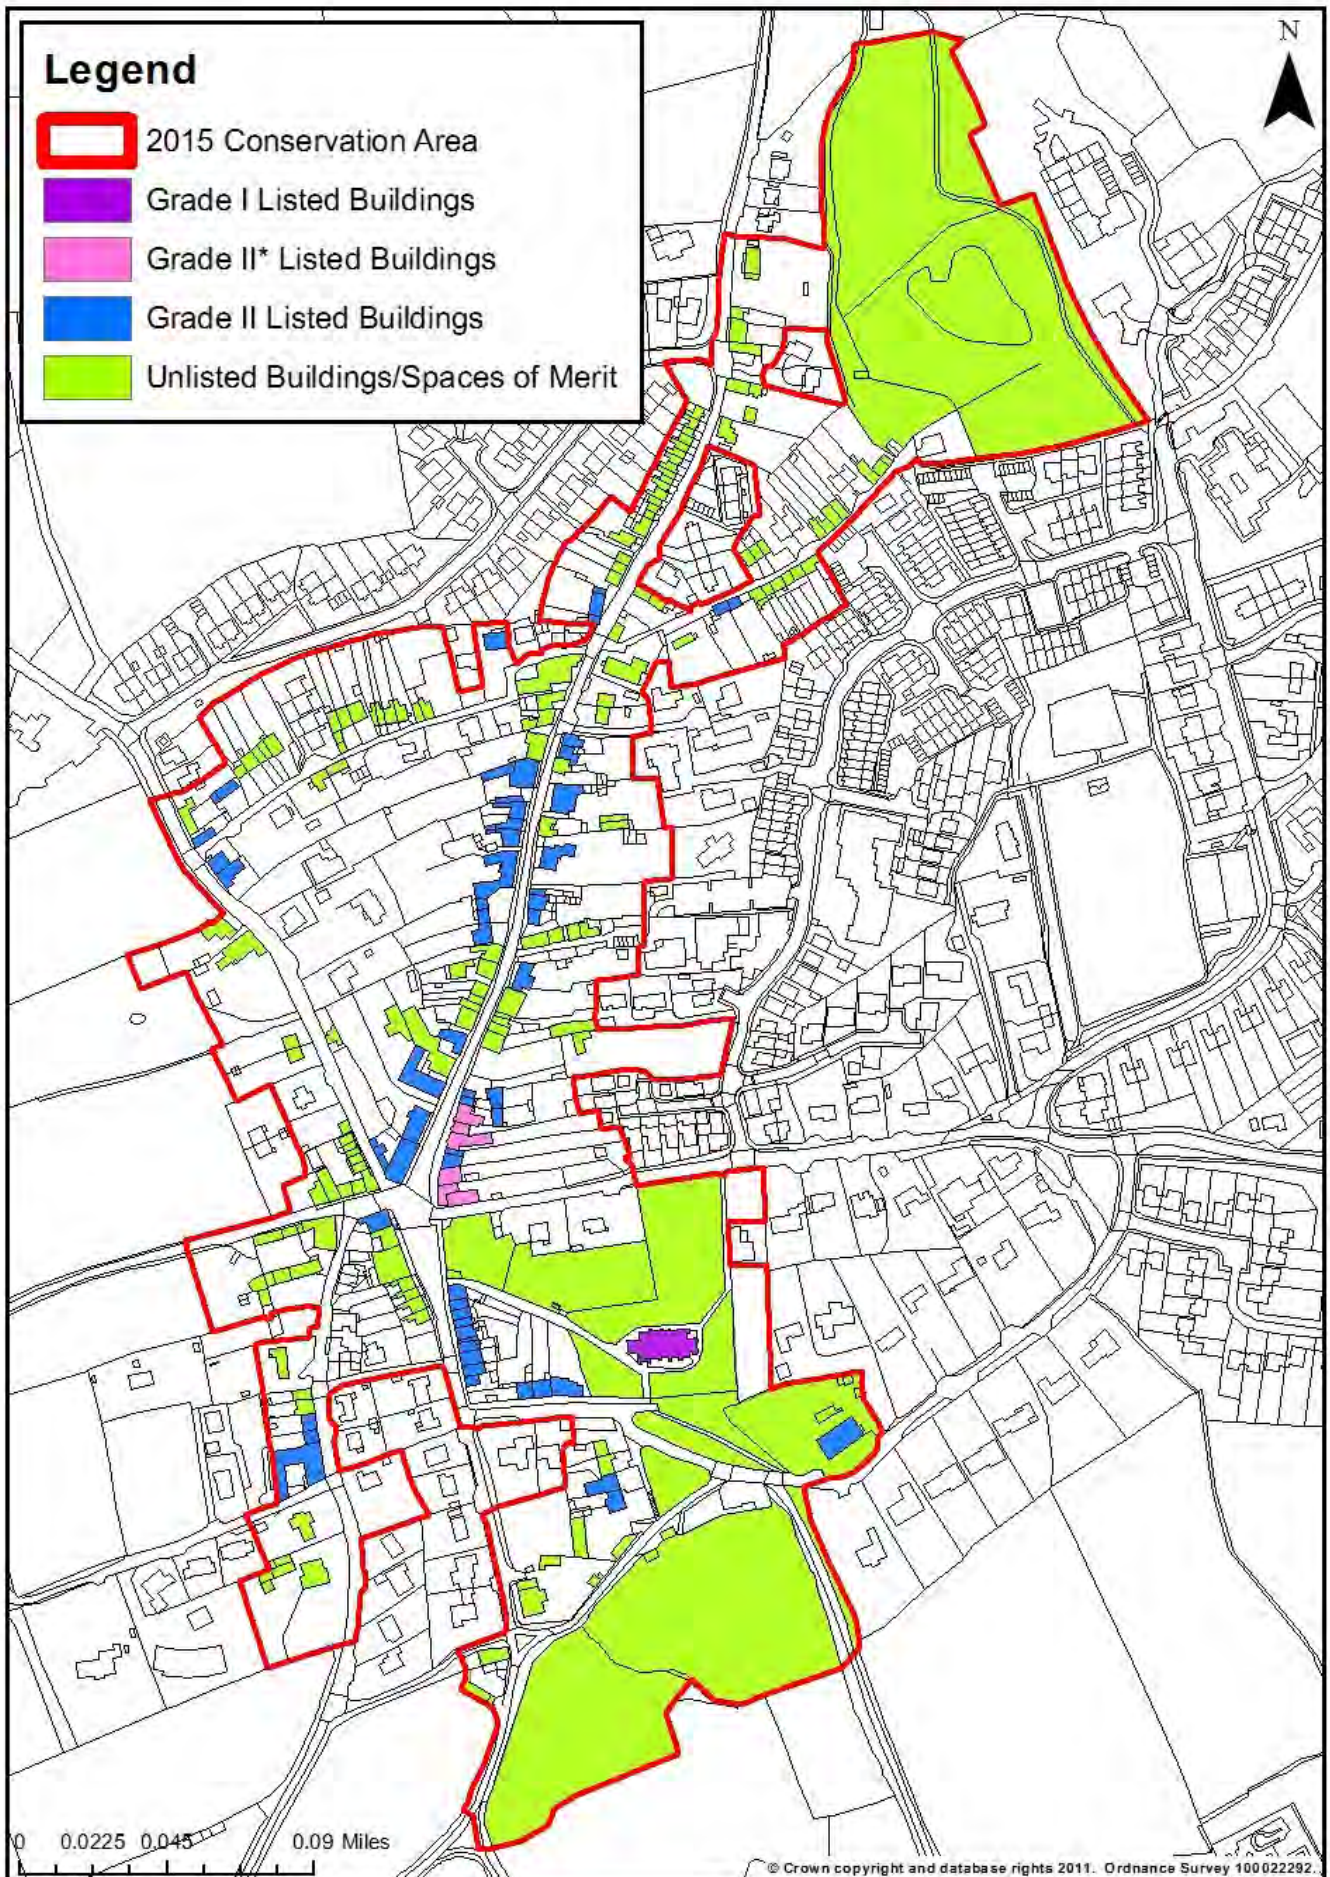 Legend
2015 Conservation Area
Grade I Listed Buildings
Grade II* Listed Buildings
Grade II Listed Buildings
Unlisted Buildings/Spaces of Merit
N
0 0.0225 0.045 0.09 Miles
© Crown copyright and database rights 2011. Ordnance Survey 100022292.